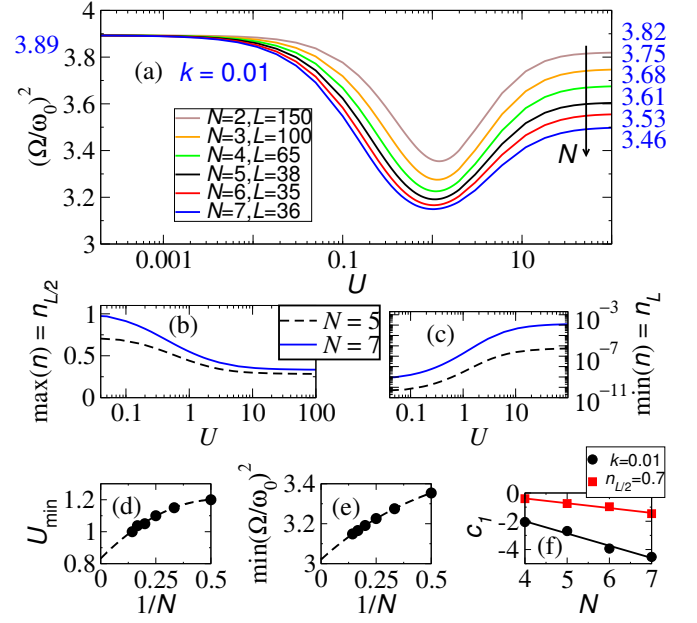 4
3.8
3.6
3.4
3.2
3
(Ω/ω0)²
3.89
(a)
k = 0.01
N=2,L=150
N=3,L=100
N=4,L=65
N=5,L=38
N=6,L=35
N=7,L=36
3.82
3.75
3.68
3.61
3.53
3.46
N
0.001
0.1
10
U
max(n) = nL/2
1
0.5
0
(b)
N = 5
N = 7
0.1
1
10
100
U
(c)
10⁻³
10⁻⁷
10⁻¹¹
min(n) = nL
0.1
1
10
U
Umin
1.2
1.0
0.8
(d)
0
0.25
0.5
1/N
min(Ω/ω0)²
3.4
3.2
3.0
(e)
0
0.25
0.5
1/N
k=0.01
nL/2=0.7
c1
0
-2
-4
(f)
4
5
6
7
N